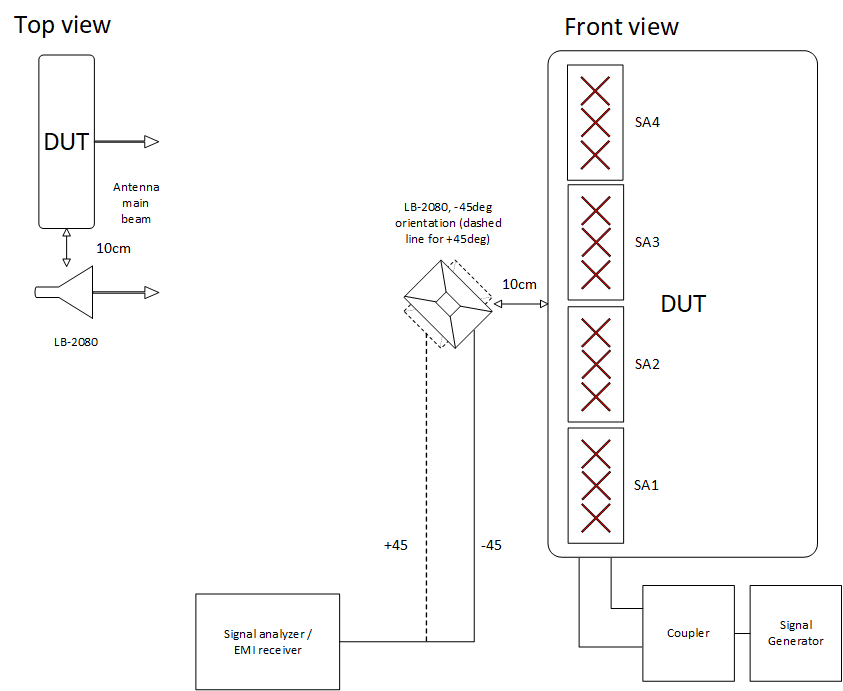 Top view
DUT
Antenna
main
beam
10cm
LB-2080
LB-2080, -45deg
orientation (dashed
line for +45deg)
10cm
+45
-45
Signal analyzer /
EMI receiver
Front view
SA4
SA3
DUT
SA2
SA1
Coupler
Signal
Generator